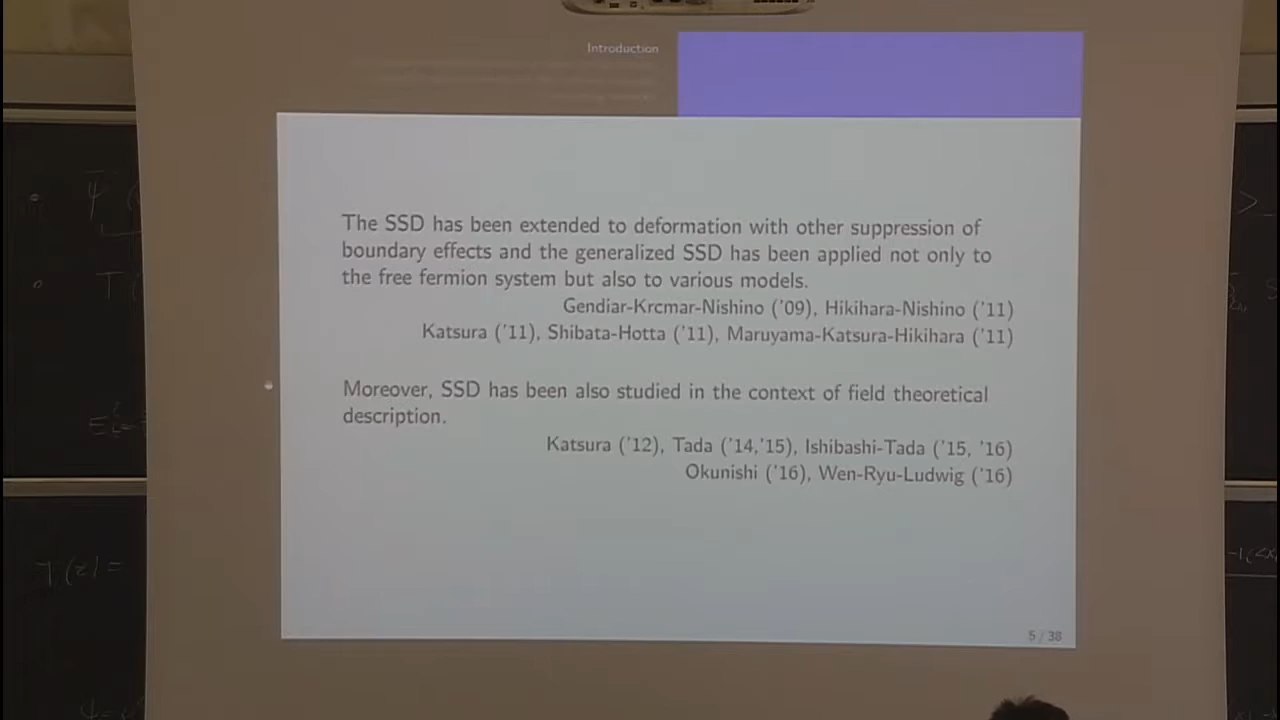 Introduction
The SSD has been extended to deformation with other suppression of
boundary effects and the generalized SSD has been applied not only to
the free fermion system but also to various models.
Gendiar-Krcmar-Nishino ('09), Hikihara-Nishino ('11)
Katsura ('11), Shibata-Hotta ('11), Maruyama-Katsura-Hikihara ('11)
Moreover, SSD has been also studied in the context of field theoretical
description.
Katsura ('12), Tada ('14,'15), Ishibashi-Tada ('15, '16)
Okunishi ('16), Wen-Ryu-Ludwig ('16)
5 / 38
T(z) =